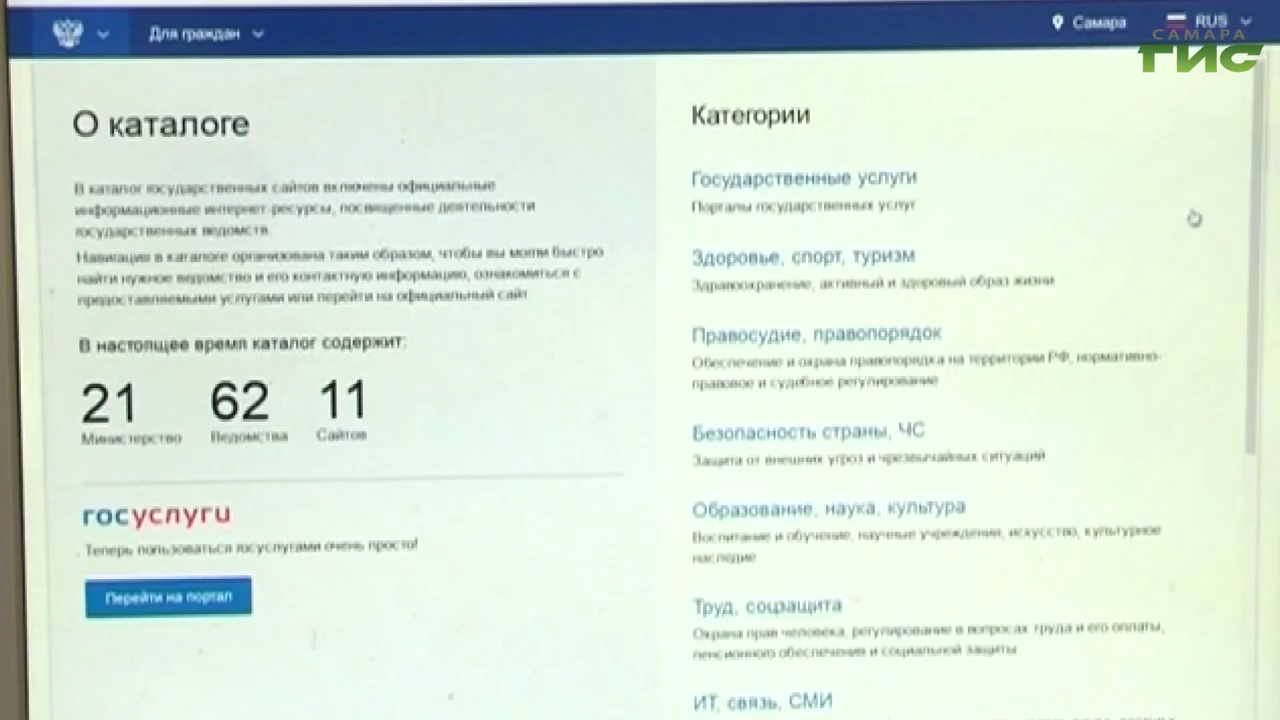 Для граждан
Самара
RUS
САМАРА
ГИС
О каталоге
В каталог государственных сайтов включены официальные
информационные интернет-ресурсы, посвященные деятельности
государственных ведомств.
Навигация в каталоге организована таким образом, чтобы вы могли быстро
найти нужное ведомство и его контактную информацию, ознакомиться с
предоставляемыми услугами или перейти на официальный сайт
В настоящее время каталог содержит:
21 62 11
Министерство Ведомства Сайтов
госуслуги
Теперь пользоваться госуслугами очень просто!
Перейти на портал
Категории
Государственные услуги
Порталы государственных услуг
Здоровье, спорт, туризм
Здравоохранение, активный и здоровый образ жизни
Правосудие, правопорядок
Обеспечение и охрана правопорядка на территории РФ, нормативно-
правовое и судебное регулирование
Безопасность страны, ЧС
Защита от внешних угроз и чрезвычайных ситуаций
Образование, наука, культура
Воспитание и обучение, научные учреждения, искусство, культурное
наследие
Труд, соцзащита
Охрана прав человека, регулирование в вопросах труда и его оплаты,
пенсионного обеспечения и социальной защиты
ИТ, связь, СМИ